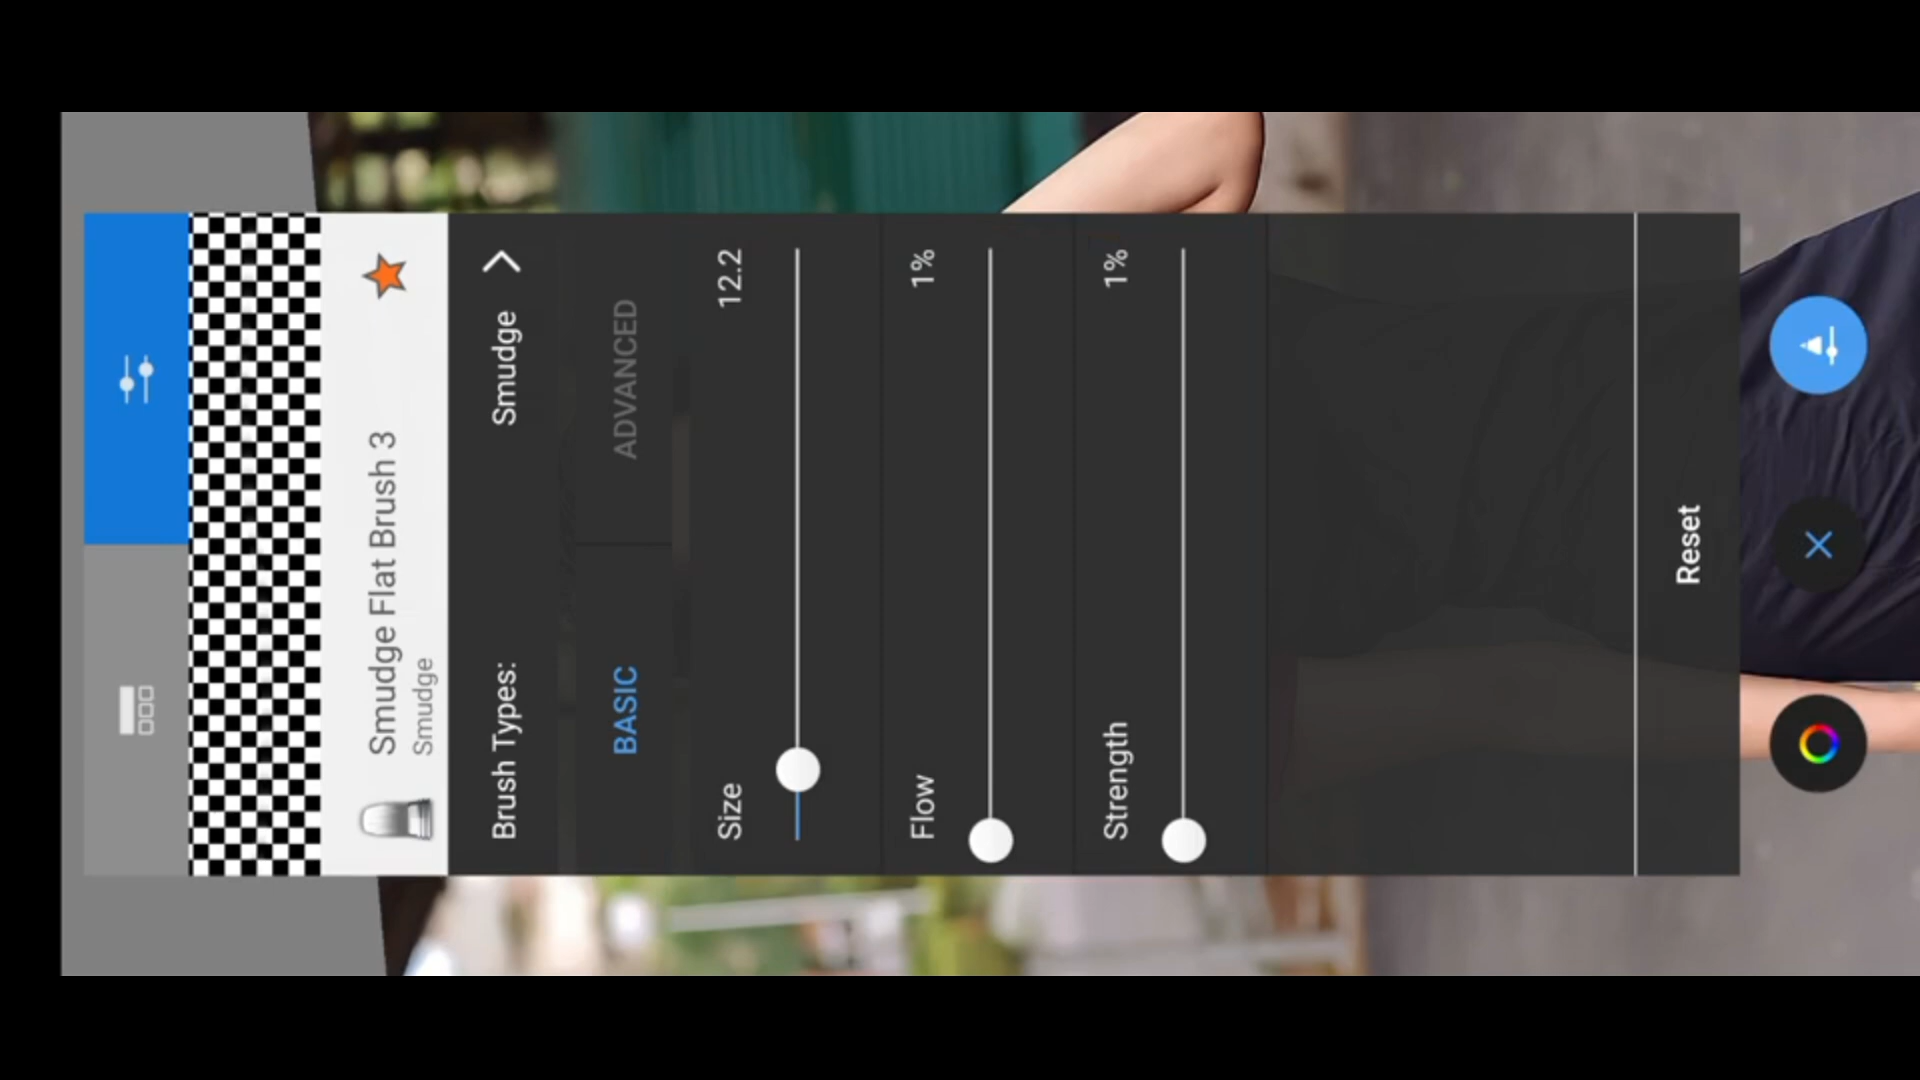 Smudge Flat Brush 3
Smudge
Brush Types: Smudge
BASIC ADVANCED
Size 12.2
Flow 1%
Strength 1%
Reset